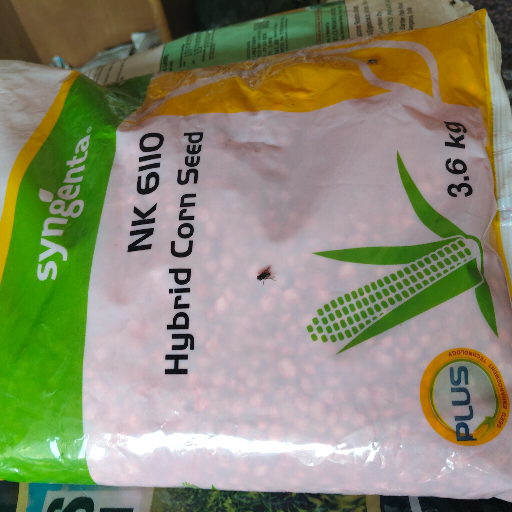 syngenta.
NK 6110
Hybrid Corn Seed
3.6 kg
PLUS